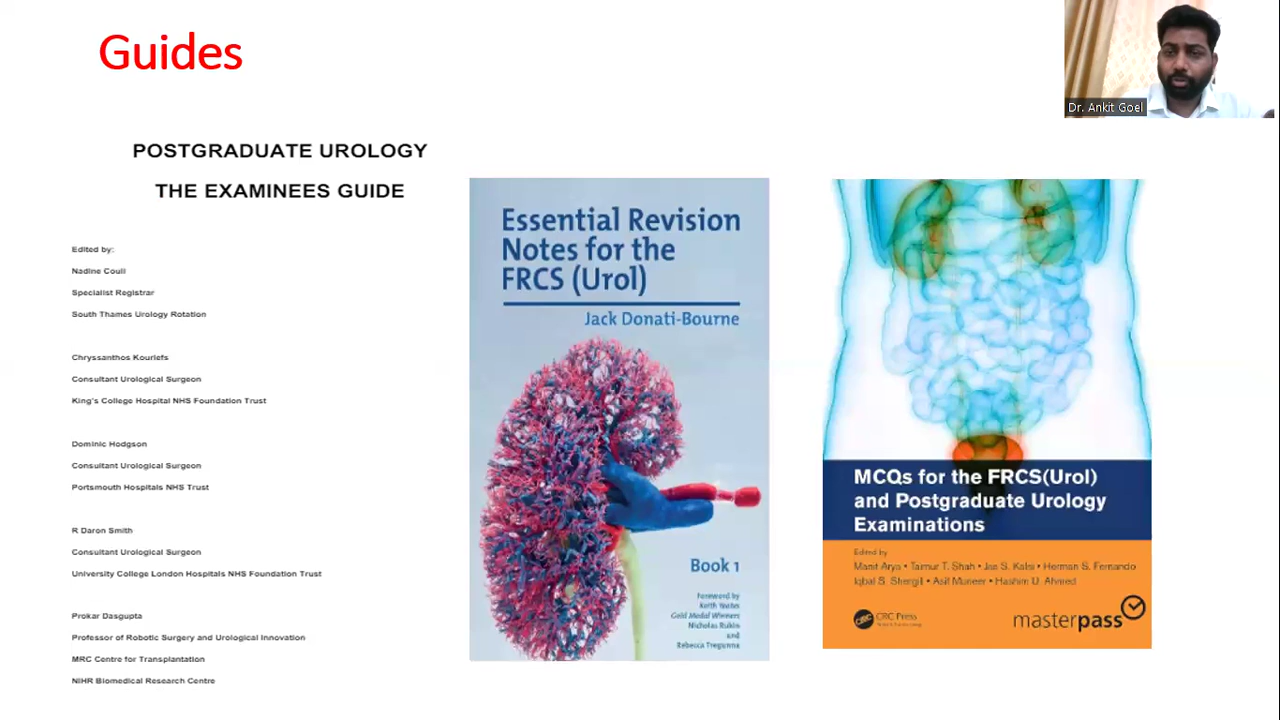 Guides
Dr. Ankit Goel
POSTGRADUATE UROLOGY
THE EXAMINEES GUIDE
Edited by:
Nadine Coull
Specialist Registrar
South Thames Urology Rotation
Chryssanthos Kouriefs
Consultant Urological Surgeon
King's College Hospital NHS Foundation Trust
Dominic Hodgson
Consultant Urological Surgeon
Portsmouth Hospitals NHS Trust
R Daron Smith
Consultant Urological Surgeon
University College London Hospitals NHS Foundation Trust
Prokar Dasgupta
Professor of Robotic Surgery and Urological Innovation
MRC Centre for Transplantation
NIHR Biomedical Research Centre
Essential Revision
Notes for the
FRCS (Urol)
Jack Donati-Bourne
Book 1
Foreword by
Keith Yeates
Gold Medal Winners
Nicholas Rukin
and
Rebecca Tregunna
MCQs for the FRCS(Urol)
and Postgraduate Urology
Examinations
Edited by
Manit Arya • Taimur T. Shah • Jas S. Kalsi • Herman S. Fernando
Iqbal S. Shergill • Asif Muneer • Hashim U. Ahmed
CRC CRC Press
masterpass